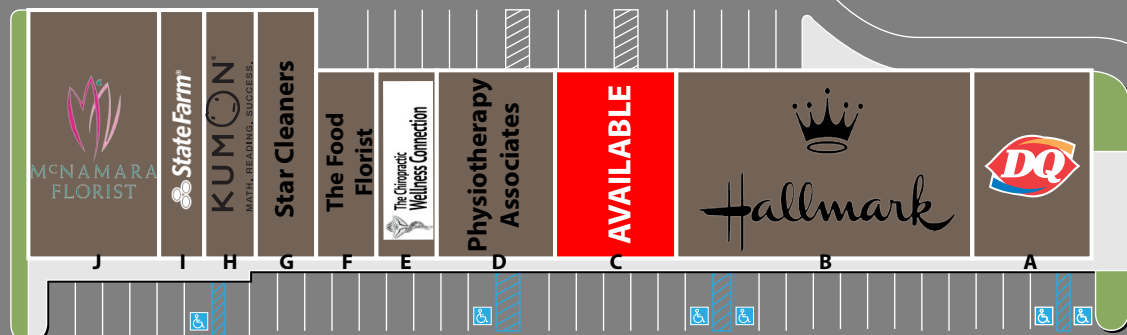 McNAMARA
FLORIST
StateFarm®
KUMON®
MATH. READING. SUCCESS.
Star Cleaners
The Food
Florist
The Chiropractic
Wellness Connection
Physiotherapy
Associates
AVAILABLE
Hallmark
DQ
J
I
H
G
F
E
D
C
B
A